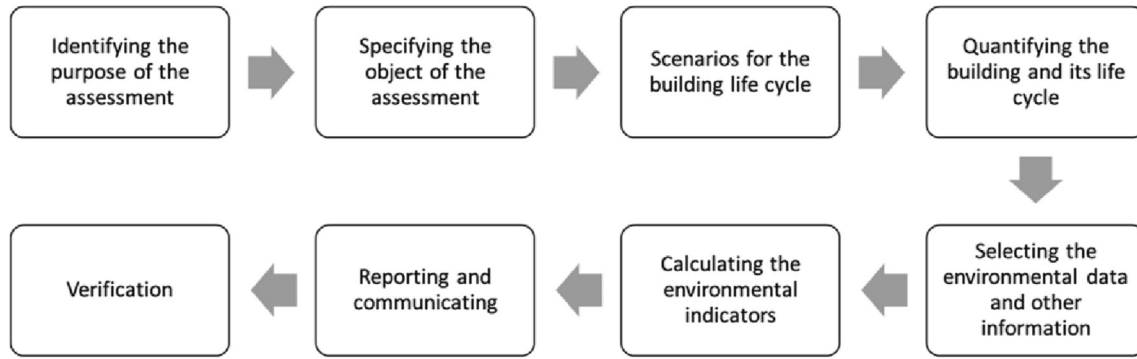 Identifying the
purpose of the
assessment
Specifying the
object of the
assessment
Scenarios for the
building life cycle
Quantifying the
building and its life
cycle
Selecting the
environmental data
and other
information
Calculating the
environmental
indicators
Reporting and
communicating
Verification